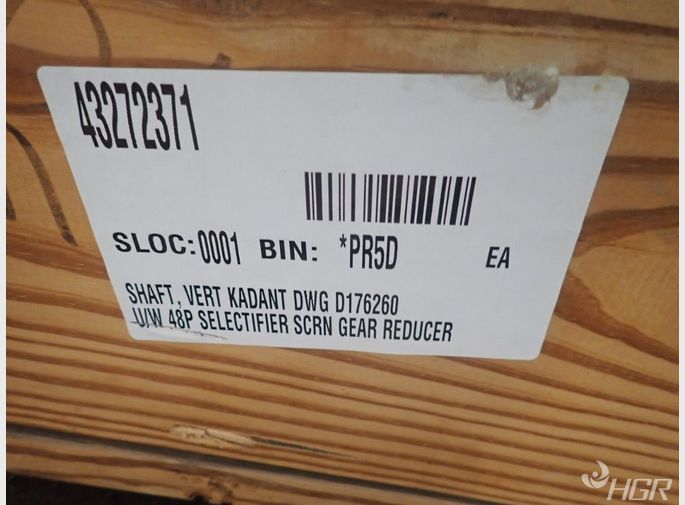 43272371
SLOC:0001 BIN: *PR5D EA
SHAFT, VERT KADANT DWG D176260
U/W 48P SELECTIFIER SCRN GEAR REDUCER
HGR